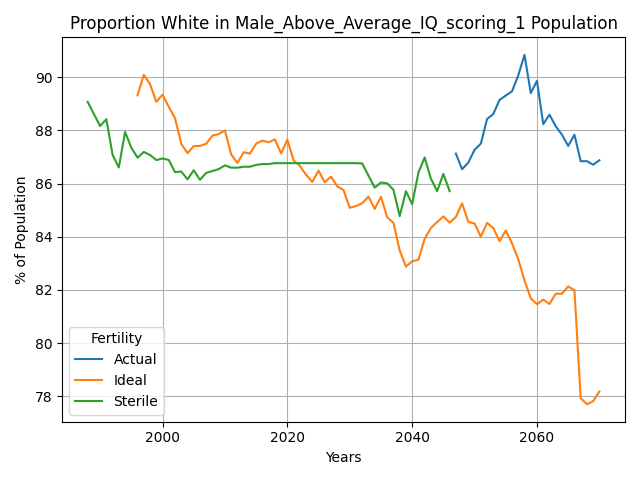 Proportion White in Male_Above_Average_IQ_scoring_1 Population
% of Population
90
88
86
84
82
80
78
Fertility
Actual
Ideal
Sterile
2000
2020
2040
2060
Years